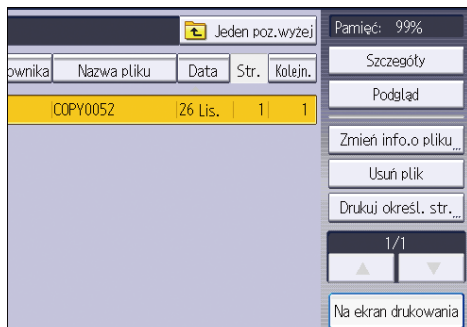 Jeden poz.wyżej
Pamięć: 99%
Szczegóły
Podgląd
ownika Nazwa pliku Data Str. Kolejn.
COPY0052 26 Lis. 1 1
Zmień info.o pliku
Usuń plik
Drukuj określ. str.
1/1
Na ekran drukowania